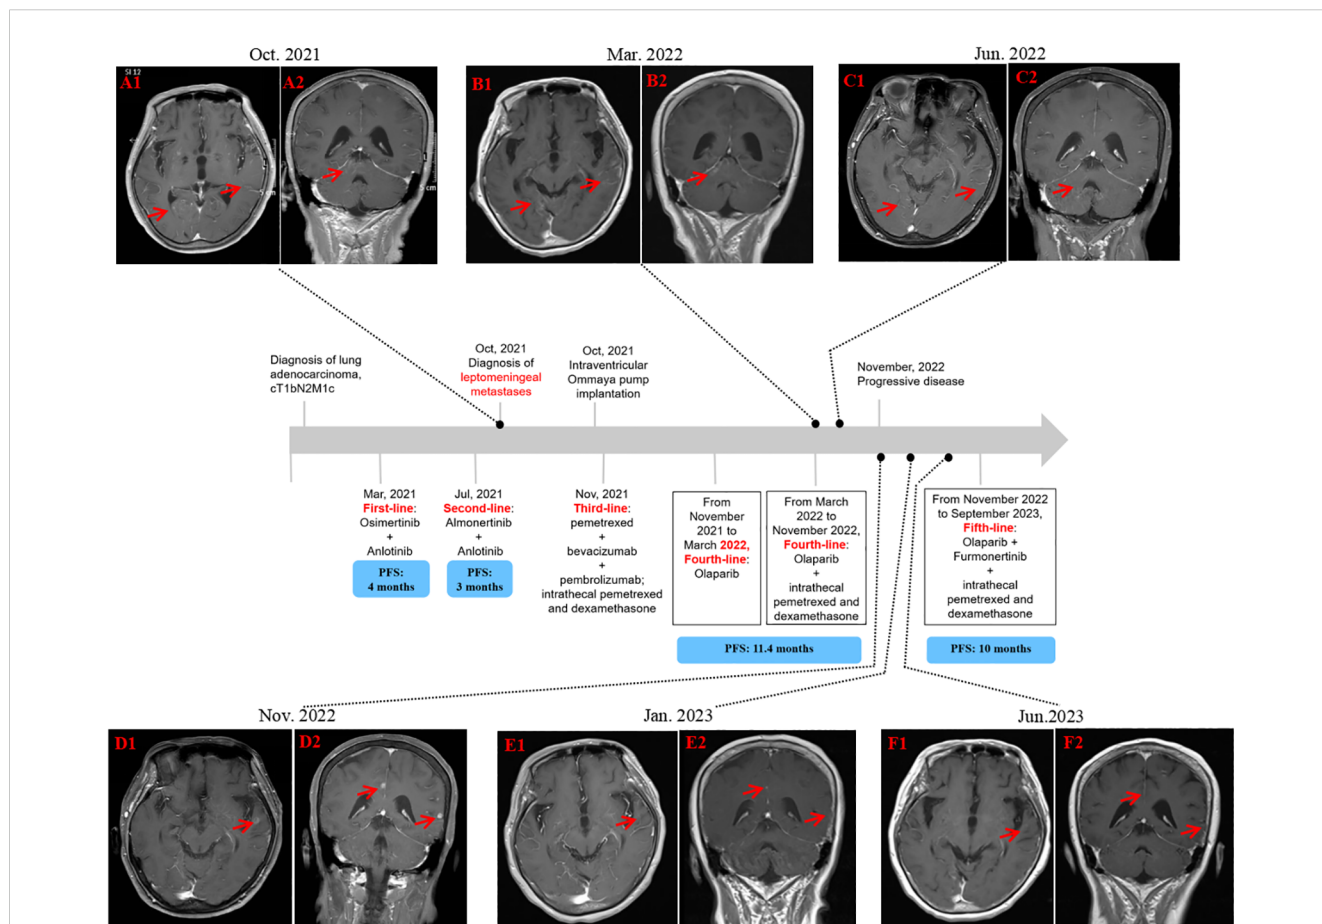 Oct. 2021
Mar. 2022
Jun. 2022
SI 12
A1
A2
B1
B2
C1
C2
5 cm
5 cm
Diagnosis of lung
adenocarcinoma,
cT1bN2M1c
Oct, 2021
Diagnosis of
leptomeningeal
metastases
Oct, 2021
Intraventricular
Ommaya pump
implantation
November, 2022
Progressive disease
Mar, 2021
First-line:
Osimertinib
+
Anlotinib
PFS:
4 months
Jul, 2021
Second-line:
Almonertinib
+
Anlotinib
PFS:
3 months
Nov, 2021
Third-line:
pemetrexed
+
bevacizumab
+
pembrolizumab;
intrathecal pemetrexed
and dexamethasone
From
November
2021 to
March 2022,
Fourth-line:
Olaparib
From March
2022 to
November 2022,
Fourth-line:
Olaparib
+
intrathecal
pemetrexed and
dexamethasone
PFS: 11.4 months
From November 2022
to September 2023,
Fifth-line:
Olaparib +
Furmonertinib
+
intrathecal
pemetrexed and
dexamethasone
PFS: 10 months
Nov. 2022
Jan. 2023
Jun.2023
D1
D2
E1
E2
F1
F2